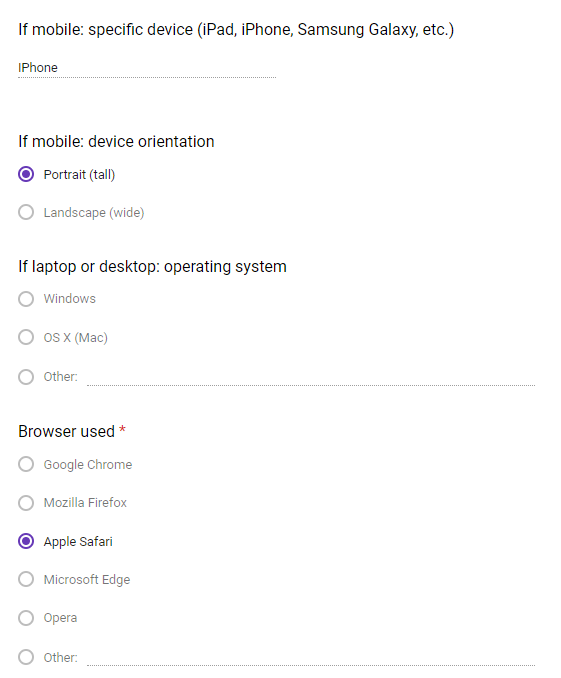 If mobile: specific device (iPad, iPhone, Samsung Galaxy, etc.)
IPhone
If mobile: device orientation
Portrait (tall)
Landscape (wide)
If laptop or desktop: operating system
Windows
OS X (Mac)
Other:
Browser used *
Google Chrome
Mozilla Firefox
Apple Safari
Microsoft Edge
Opera
Other: